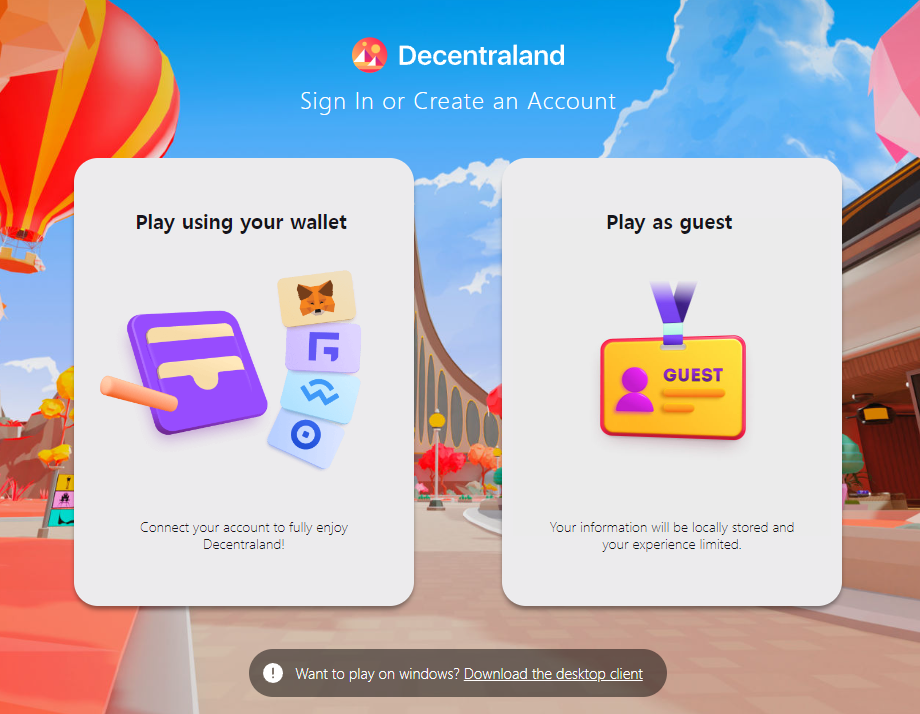 Decentraland
Sign In or Create an Account
Play using your wallet
Connect your account to fully enjoy
Decentraland!
Play as guest
GUEST
Your information will be locally stored and
your experience limited.
Want to play on windows? Download the desktop client